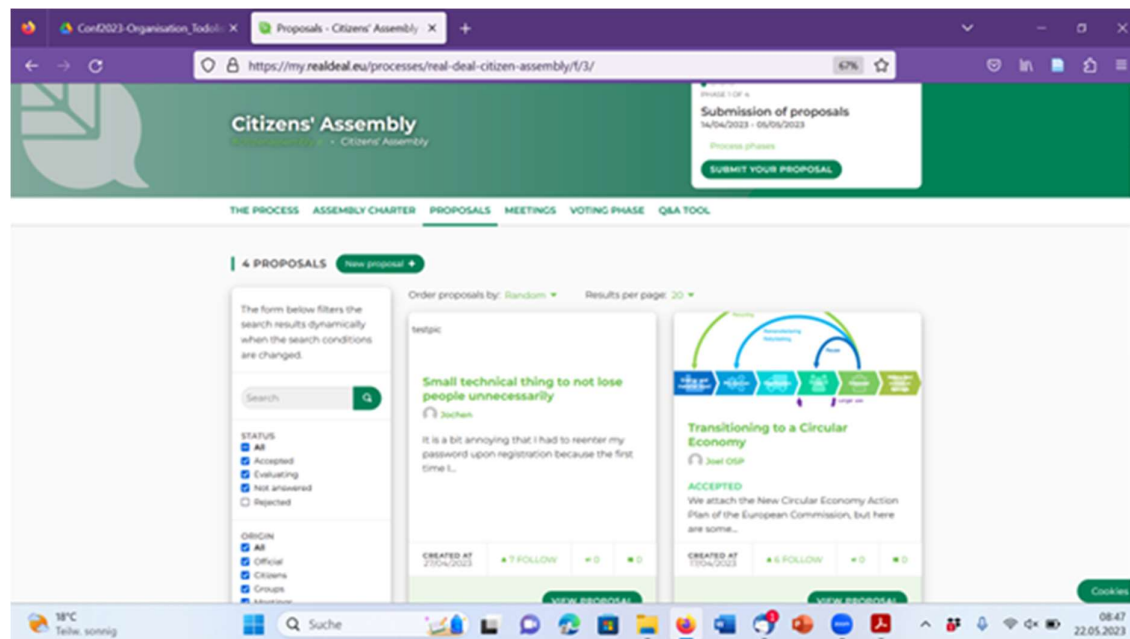 Conf2023-Organisation_Todoli
Proposals - Citizens' Assembly
https://my.realdeal.eu/processes/real-deal-citizen-assembly/f/3/
67%
PHASE 1 OF 4
Citizens' Assembly
Citizens' Assembly
Submission of proposals
14/04/2023 - 05/05/2023
Process phases
SUBMIT YOUR PROPOSAL
THE PROCESS ASSEMBLY CHARTER PROPOSALS MEETINGS VOTING PHASE Q&A TOOL
4 PROPOSALS New proposal +
Order proposals by: Random Results per page: 20
The form below filters the
search results dynamically
when the search conditions
are changed.
Search
STATUS
All
Accepted
Evaluating
Not answered
Rejected
ORIGIN
All
Official
Citizens
Groups
Meetings
testpic
Small technical thing to not lose
people unnecessarily
Jochen
It is a bit annoying that I had to reenter my
password upon registration because the first
time I...
CREATED AT
27/04/2023
7 FOLLOW 0 0
VIEW PROPOSAL
Recycling
Remanufacturing
Reuse
Longer use
Transitioning to a Circular
Economy
Joel OSP
ACCEPTED
We attach the New Circular Economy Action
Plan of the European Commission, but here
are some...
CREATED AT
17/04/2023
6 FOLLOW 0 0
VIEW PROPOSAL
Cookies
18°C
Teilw. sonnig
Suche
08:47
22.05.2023